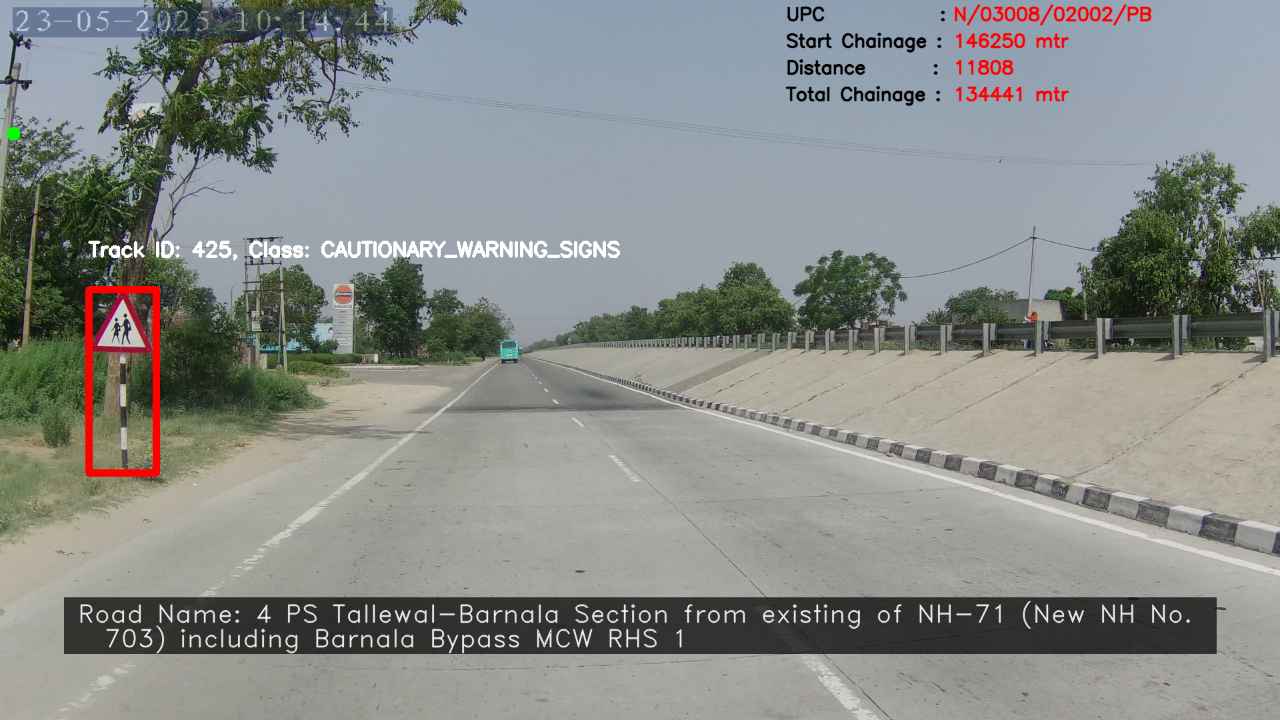 23-05-2025 10:14:44
UPC : N/03008/02002/PB
Start Chainage : 146250 mtr
Distance : 11808
Total Chainage : 134441 mtr
Track ID: 425, Class: CAUTIONARY_WARNING_SIGNS
Road Name: 4 PS Tallewal-Barnala Section from existing of NH-71 (New NH No.
703) including Barnala Bypass MCW RHS 1